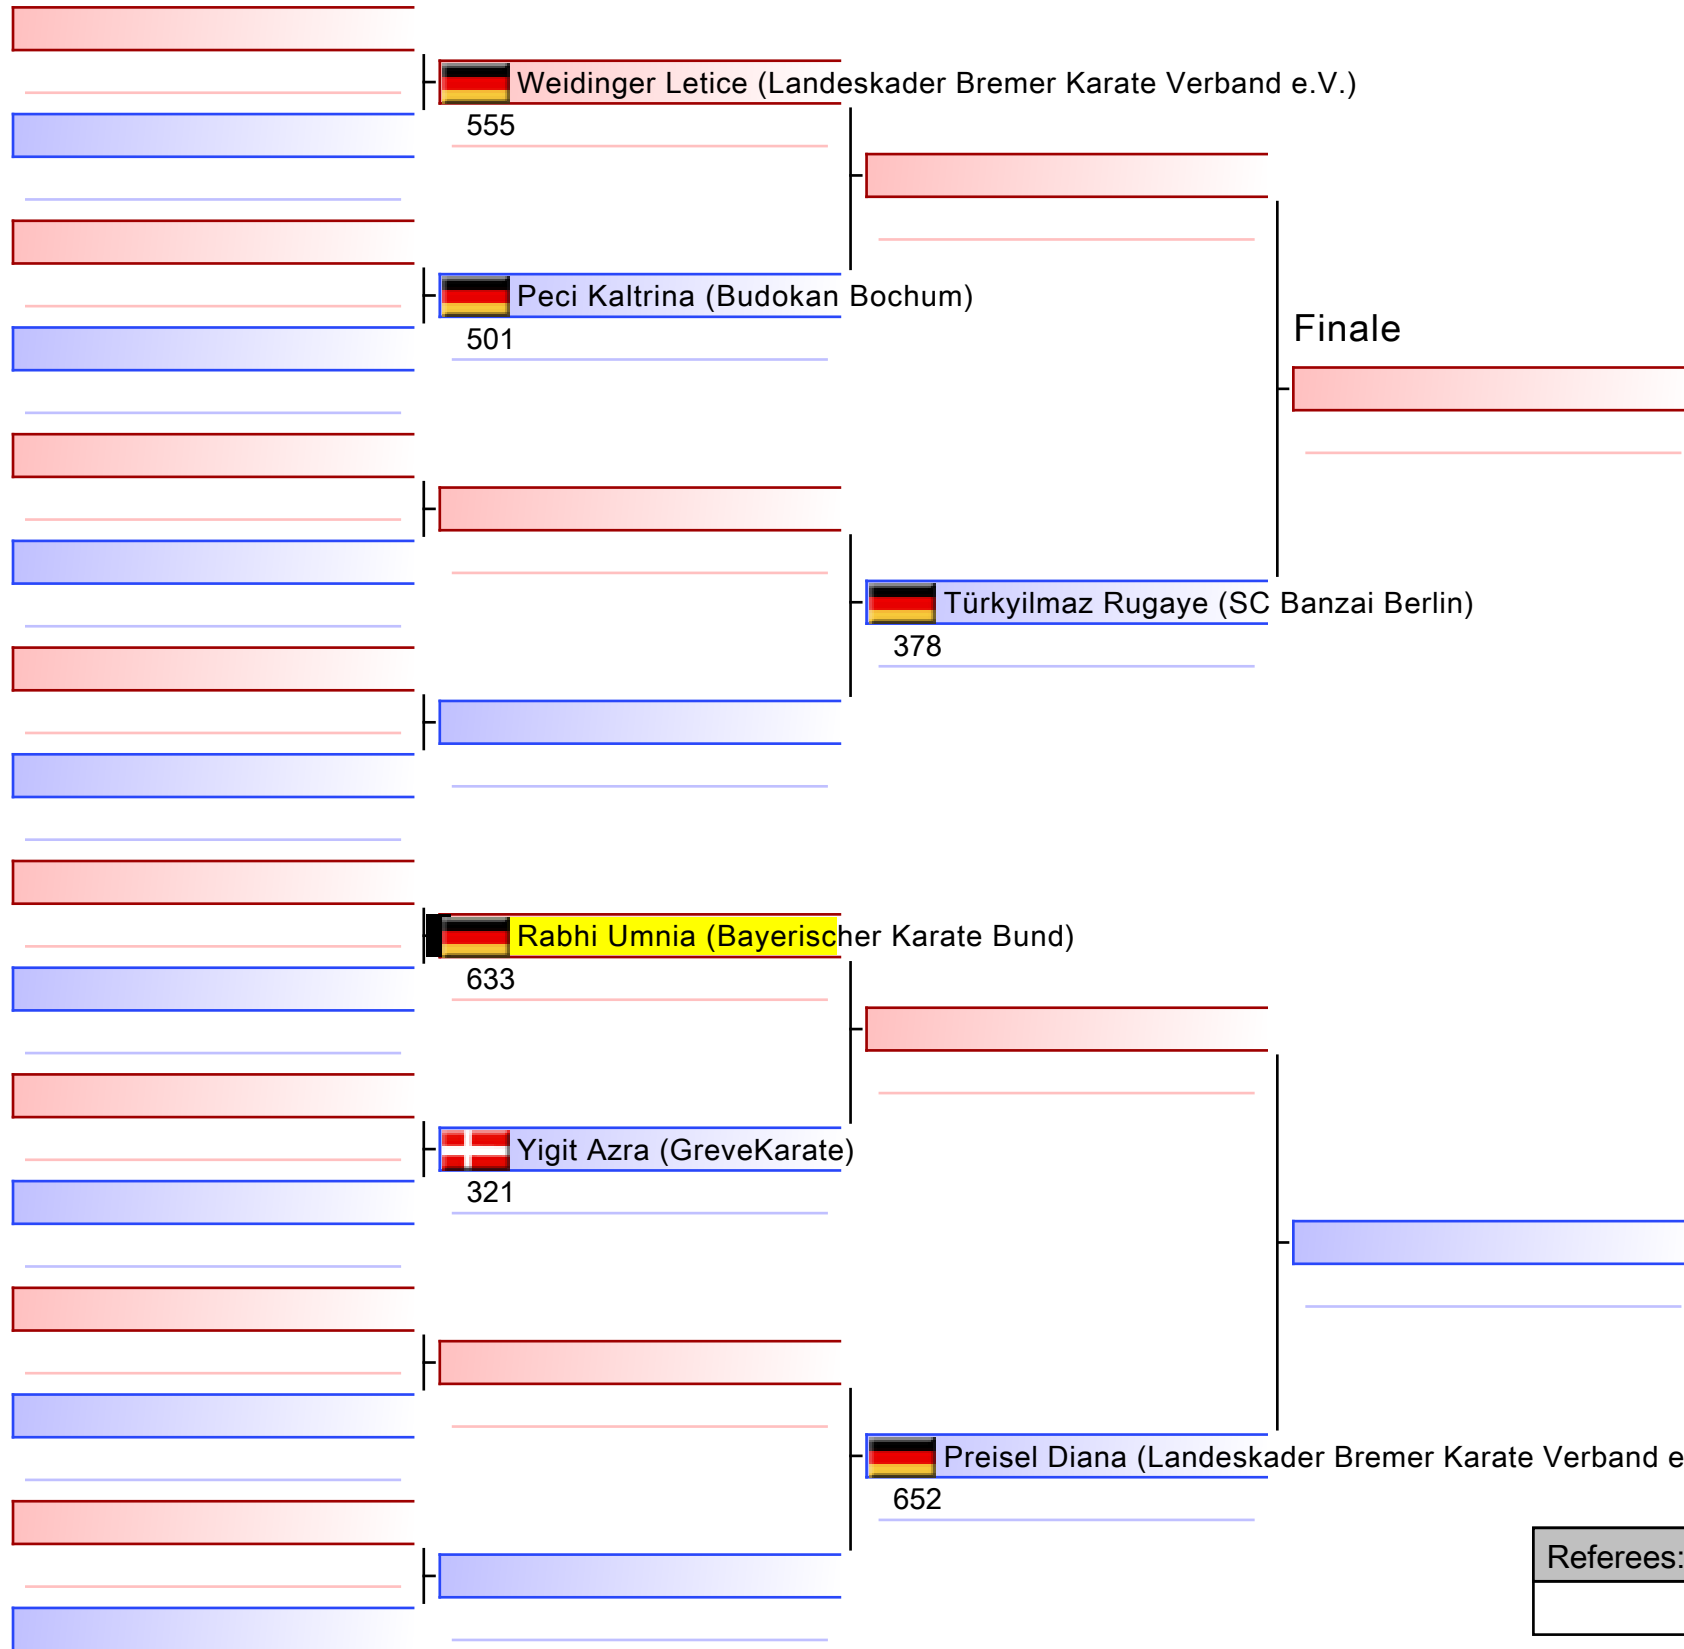 Weidinger Letice (Landeskader Bremer Karate Verband e.V.)
555
Peci Kaltrina (Budokan Bochum)
501
Finale
Türkyilmaz Rugaye (SC Banzai Berlin)
378
Rabhi Umnia (Bayerischer Karate Bund)
633
Yigit Azra (GreveKarate)
321
Preisel Diana (Landeskader Bremer Karate Verband e
652
Referees: